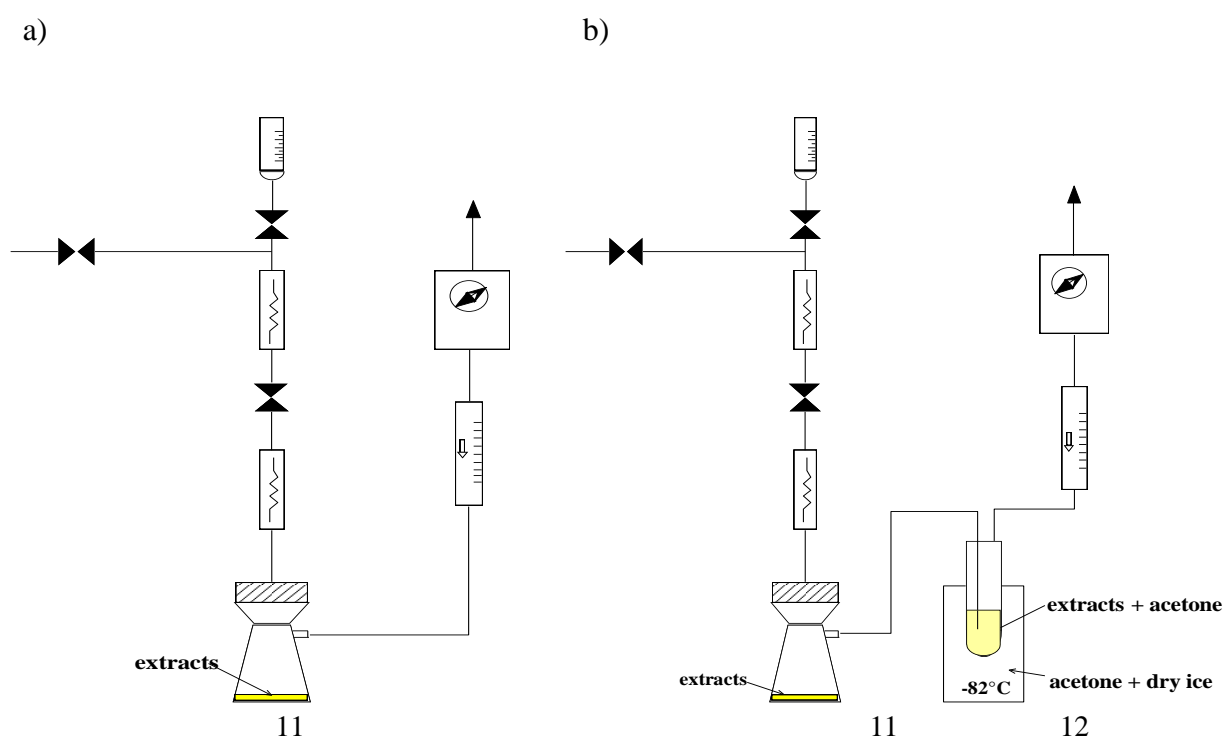 a)
b)
extracts
11
extracts
11
extracts + acetone
acetone + dry ice
-82°C
12